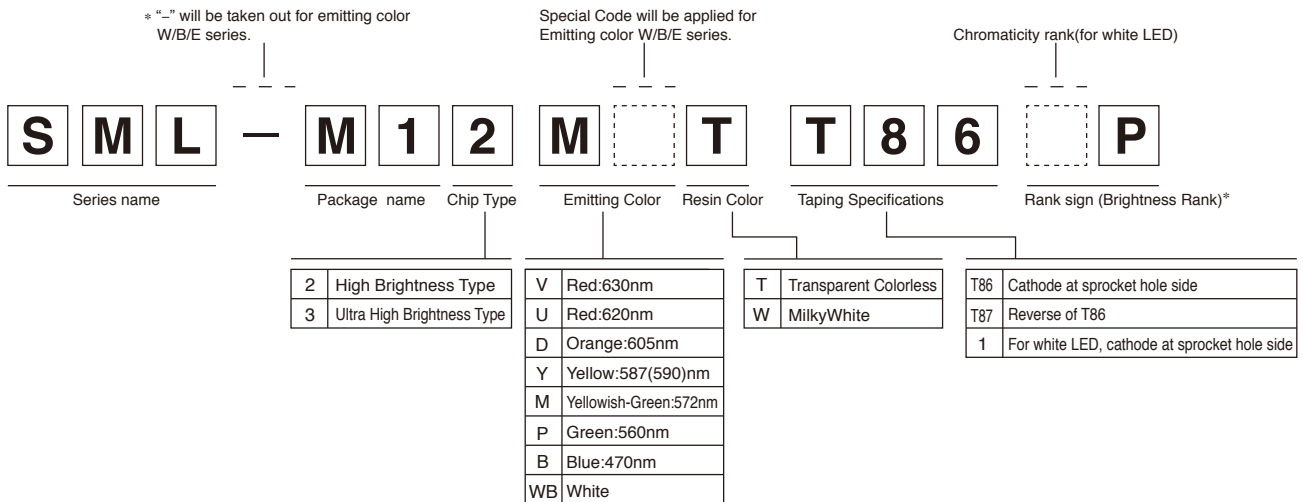 * “–” will be taken out for emitting color
W/B/E series.
Special Code will be applied for
Emitting color W/B/E series.
Chromaticity rank(for white LED)
S M L – M 1 2 M T T 8 6 P
Series name
Package name
Chip Type
Emitting Color
Resin Color
Taping Specifications
Rank sign (Brightness Rank)*
2 High Brightness Type
3 Ultra High Brightness Type
V Red:630nm
U Red:620nm
D Orange:605nm
Y Yellow:587(590)nm
M Yellowish-Green:572nm
P Green:560nm
B Blue:470nm
WB White
T Transparent Colorless
W MilkyWhite
T86 Cathode at sprocket hole side
T87 Reverse of T86
1 For white LED, cathode at sprocket hole side